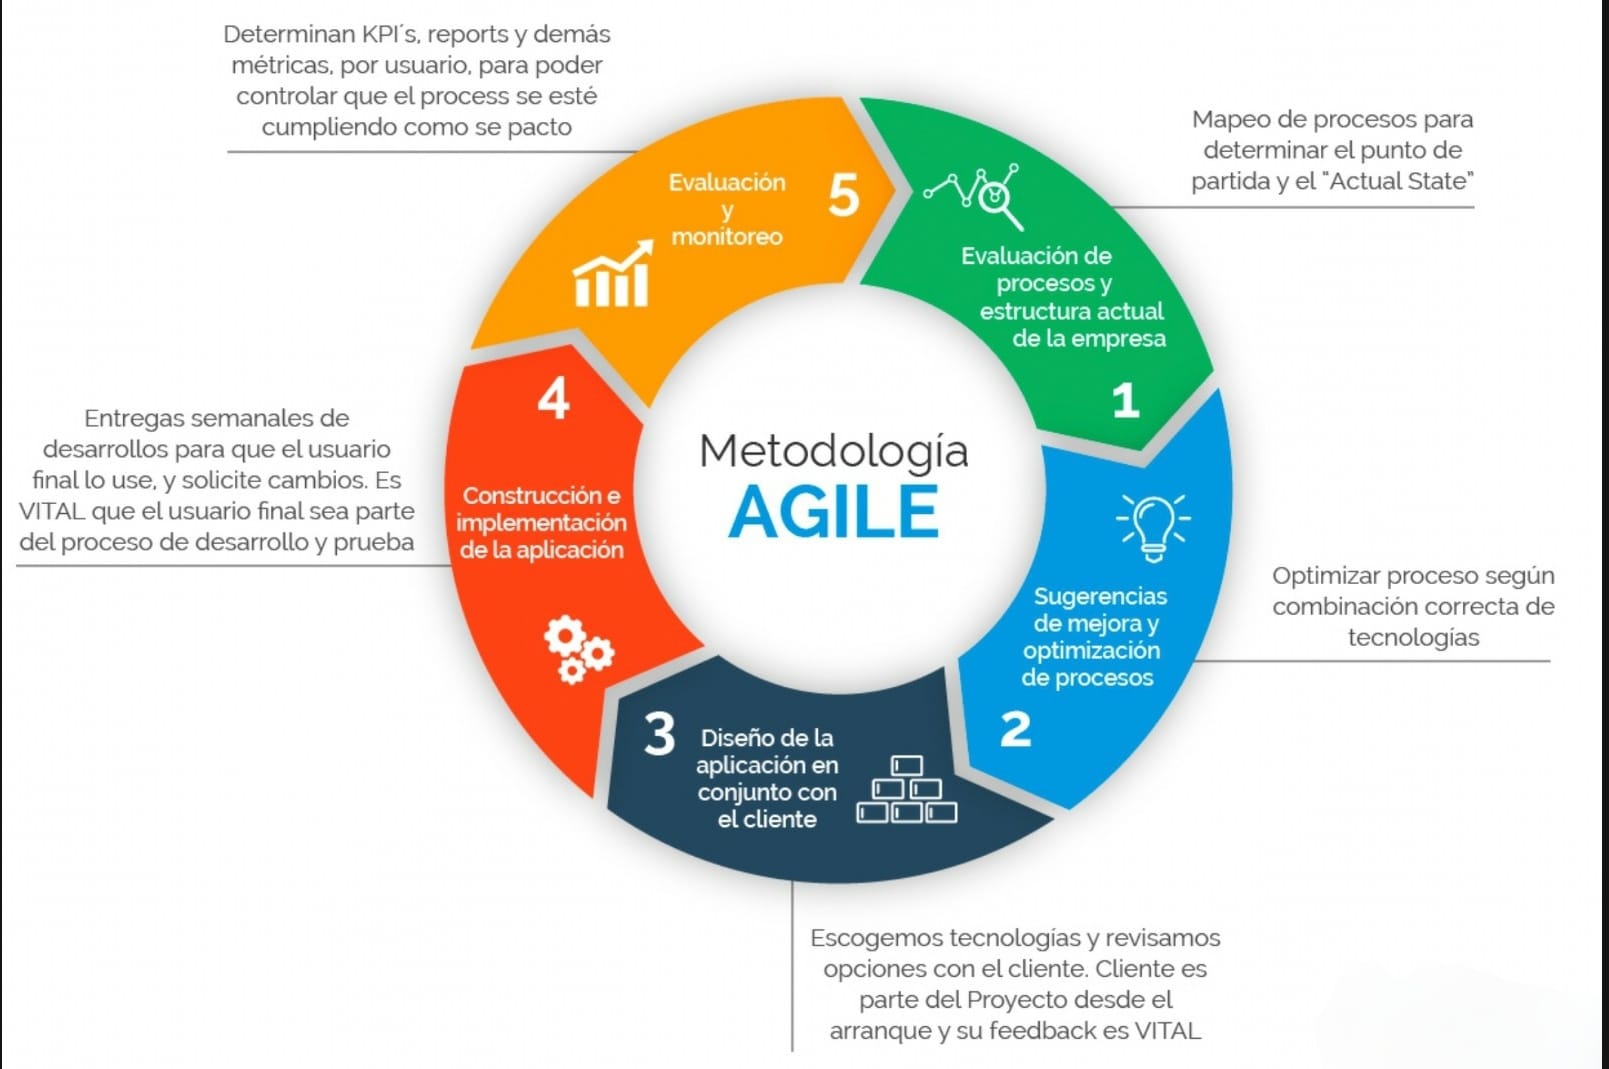 Determinan KPI´s, reports y demás
métricas, por usuario, para poder
controlar que el process se esté
cumpliendo como se pacto
Mapeo de procesos para
determinar el punto de
partida y el “Actual State”
Evaluación
y
monitoreo
5
Evaluación de
procesos y
estructura actual
de la empresa
1
4
Entregas semanales de
desarrollos para que el usuario
final lo use, y solicite cambios. Es
VITAL que el usuario final sea parte
del proceso de desarrollo y prueba
Construcción e
implementación
de la aplicación
Metodología
AGILE
Optimizar proceso según
combinación correcta de
tecnologías
Sugerencias
de mejora y
optimización
de procesos
2
3
Diseño de la
aplicación en
conjunto con
el cliente
Escogemos tecnologías y revisamos
opciones con el cliente. Cliente es
parte del Proyecto desde el
arranque y su feedback es VITAL